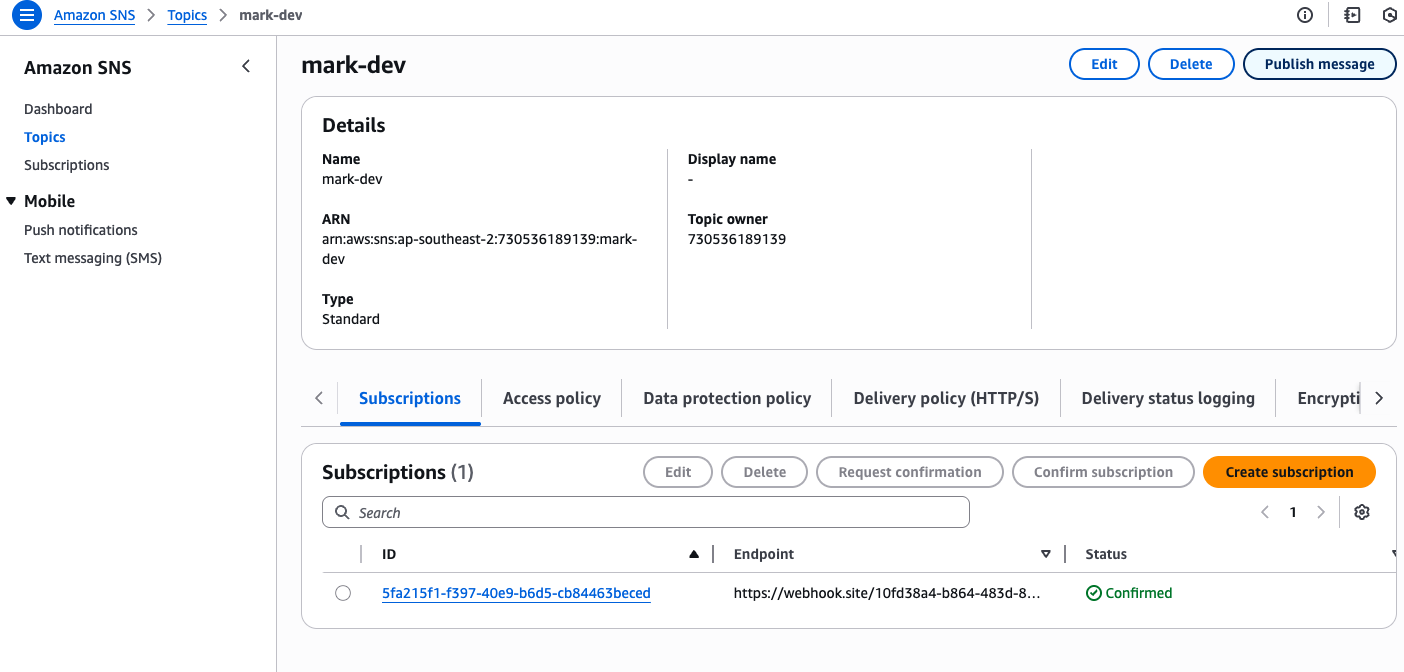 Amazon SNS > Topics > mark-dev
Amazon SNS
Dashboard
Topics
Subscriptions
Mobile
Push notifications
Text messaging (SMS)
mark-dev
Edit
Delete
Publish message
Details
Name
mark-dev
ARN
arn:aws:sns:ap-southeast-2:730536189139:mark-
dev
Type
Standard
Display name
-
Topic owner
730536189139
Subscriptions
Access policy
Data protection policy
Delivery policy (HTTP/S)
Delivery status logging
Encrypti
Subscriptions (1)
Edit
Delete
Request confirmation
Confirm subscription
Create subscription
Search
1
ID
Endpoint
Status
5fa215f1-f397-40e9-b6d5-cb84463beced
https://webhook.site/10fd38a4-b864-483d-8...
Confirmed